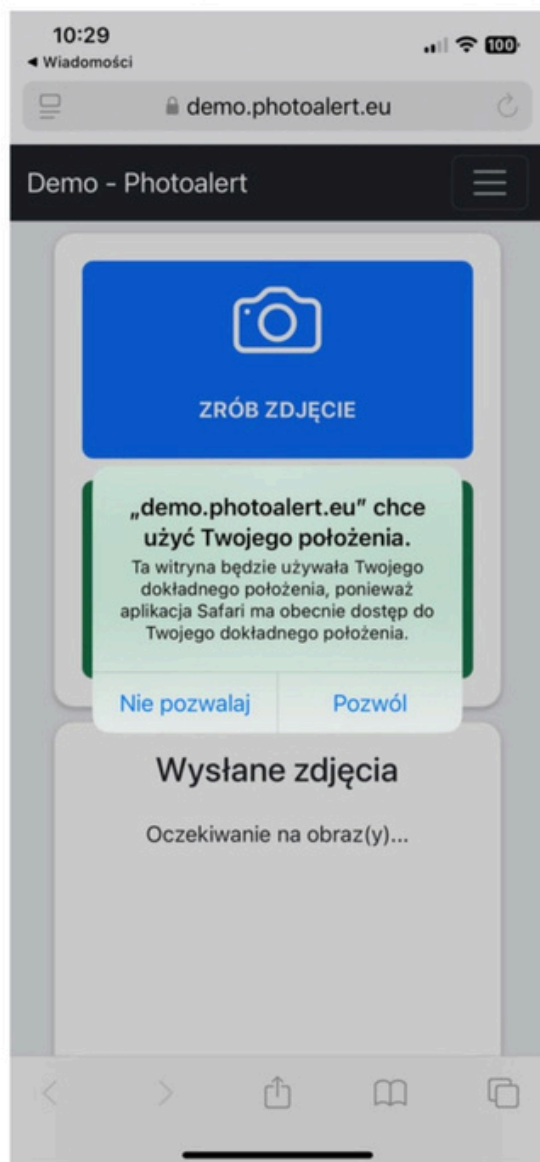 10:29
100
◀ Wiadomości
demo.photoalert.eu
Demo - Photoalert
ZRÓB ZDJĘCIE
„demo.photoalert.eu” chce
użyć Twojego położenia.
Ta witryna będzie używała Twojego
dokładnego położenia, ponieważ
aplikacja Safari ma obecnie dostęp do
Twojego dokładnego położenia.
Nie pozwalaj
Pozwól
Wysłane zdjęcia
Oczekiwanie na obraz(y)...